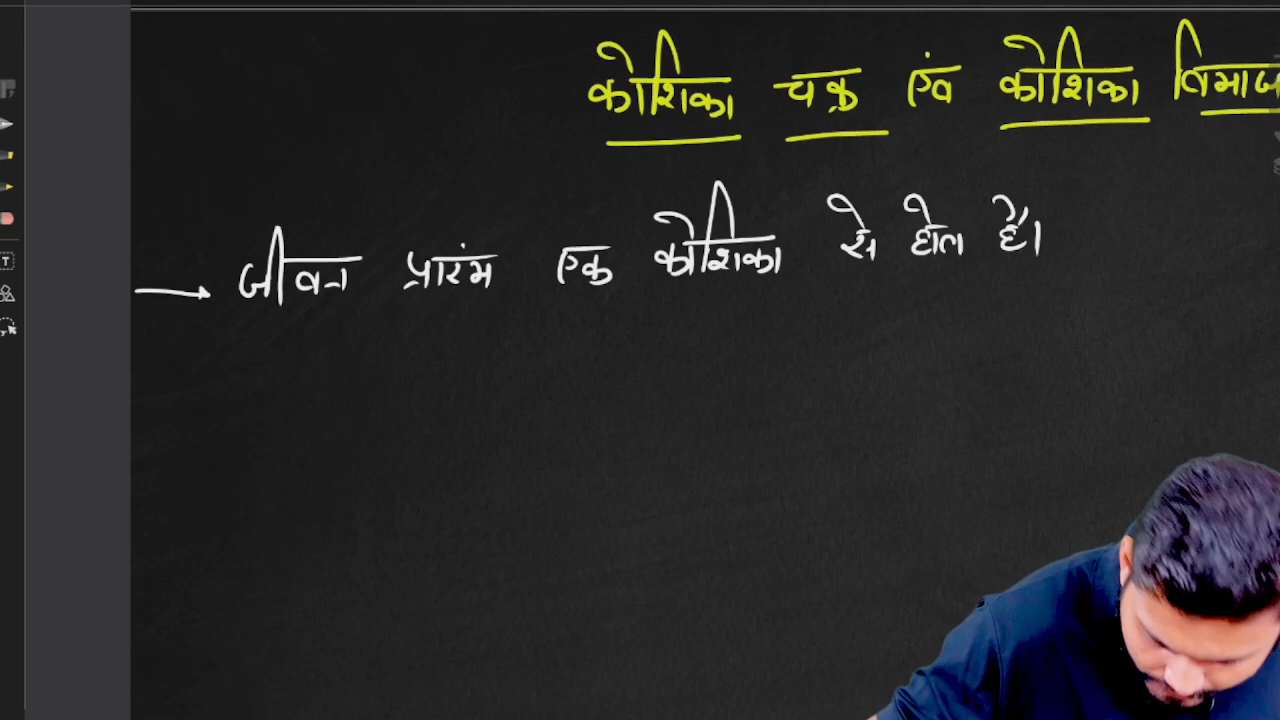 कोशिका चक्र एवं कोशिका विभाज
→ जीवन प्रारंभ एक कोशिका से होता है।